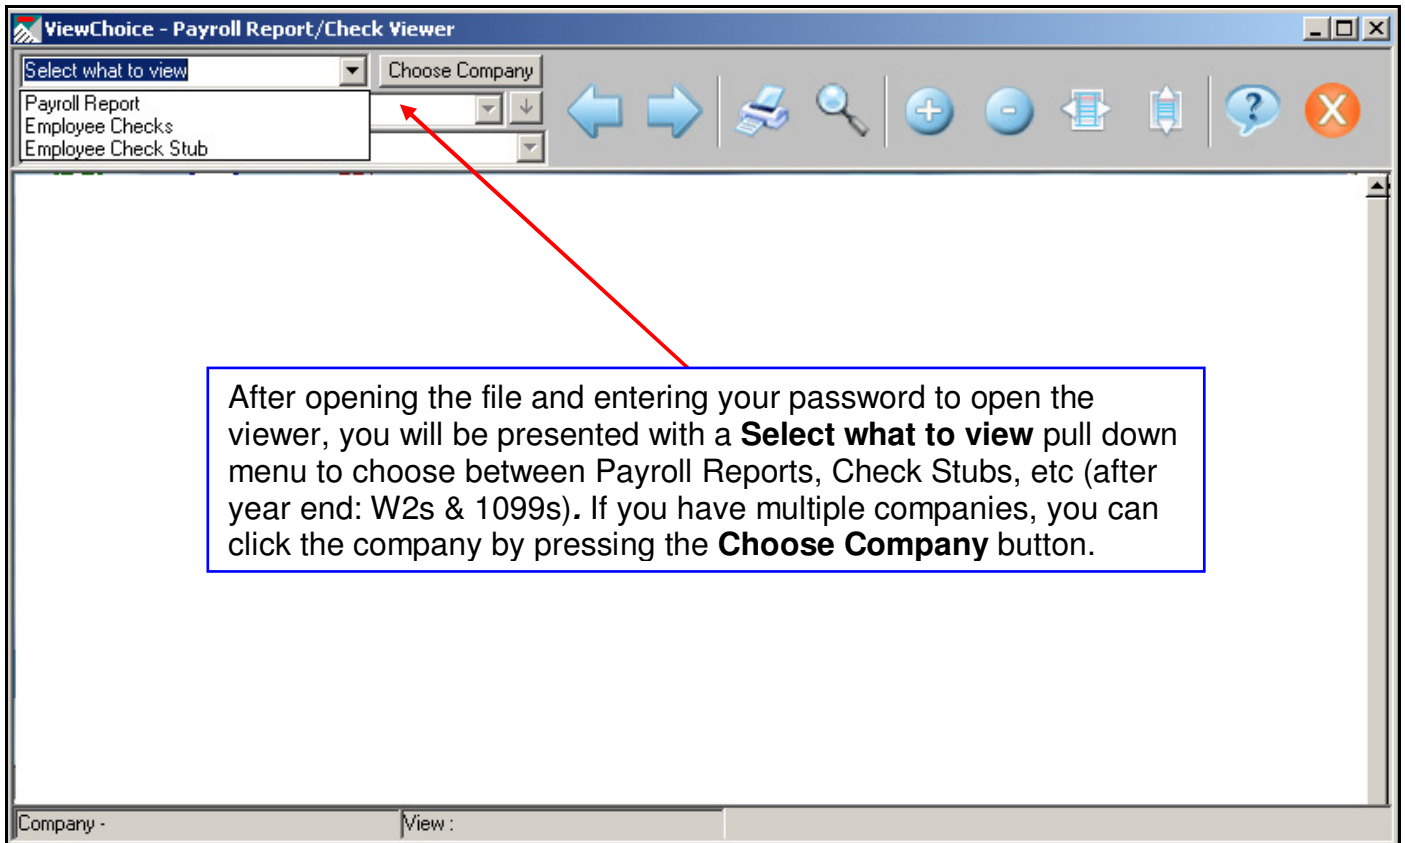 ViewChoice - Payroll Report/Check Viewer
Select what to view
Choose Company
Payroll Report
Employee Checks
Employee Check Stub
After opening the file and entering your password to open the
viewer, you will be presented with a Select what to view pull down
menu to choose between Payroll Reports, Check Stubs, etc (after
year end: W2s & 1099s). If you have multiple companies, you can
click the company by pressing the Choose Company button.
Company -
View :